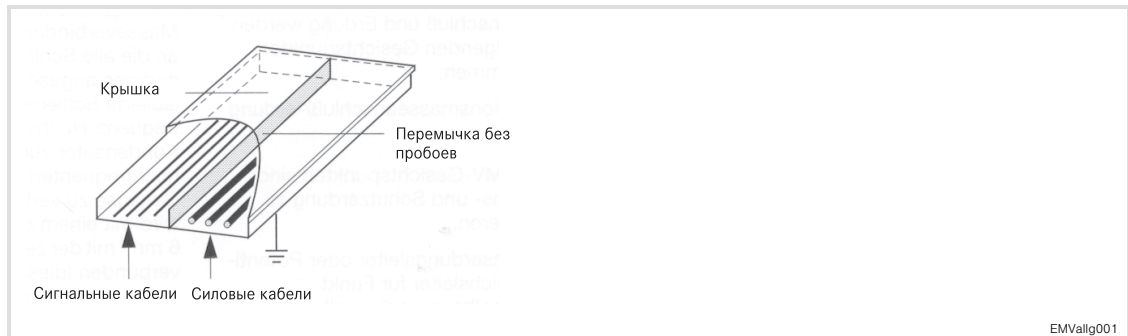 Крышка
Перемычка без
пробоев
Сигнальные кабели Силовые кабели
EMVallg001